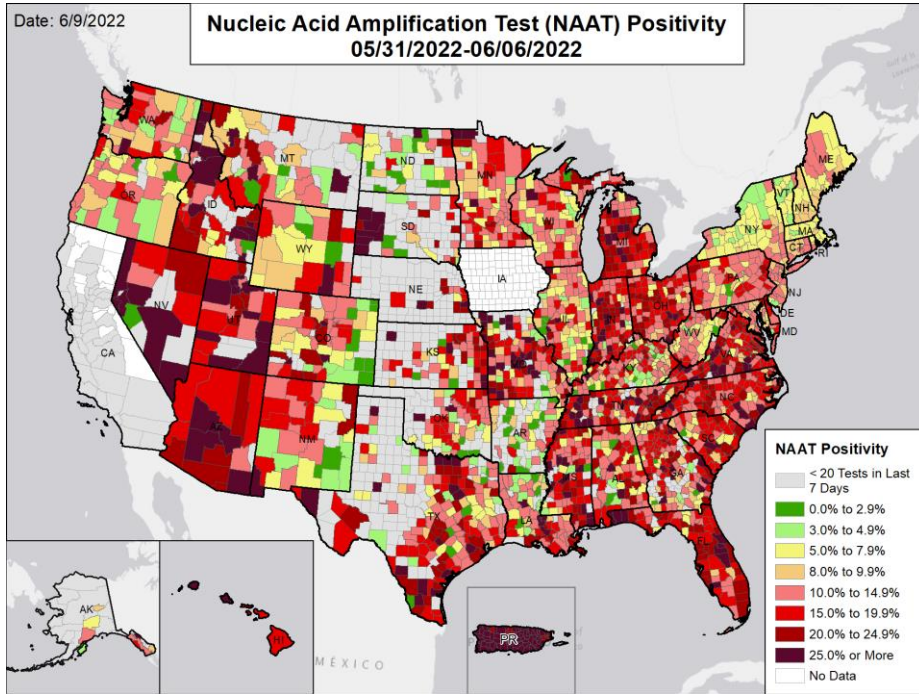 Date: 6/9/2022
Nucleic Acid Amplification Test (NAAT) Positivity
05/31/2022-06/06/2022
WA
MT
ND
MN
ME
OR
ID
SD
WI
VT
NH
WY
MI
NY
MA
CT
RI
IA
PA
NJ
NE
NV
UT
CO
IL
IN
OH
DE
MD
WV
CA
KS
KY
VA
AZ
NM
OK
AR
TN
NC
SC
AL
GA
TX
LA
FL
AK
HI
PR
MÉXICO
NAAT Positivity
< 20 Tests in Last
7 Days
0.0% to 2.9%
3.0% to 4.9%
5.0% to 7.9%
8.0% to 9.9%
10.0% to 14.9%
15.0% to 19.9%
20.0% to 24.9%
25.0% or More
No Data